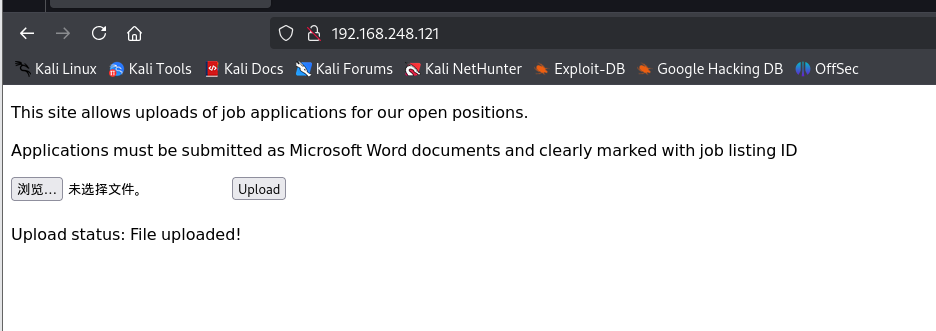 192.168.248.121
Kali Linux Kali Tools Kali Docs Kali Forums Kali NetHunter Exploit-DB Google Hacking DB OffSec
This site allows uploads of job applications for our open positions.
Applications must be submitted as Microsoft Word documents and clearly marked with job listing ID
浏览... 未选择文件。 Upload
Upload status: File uploaded!